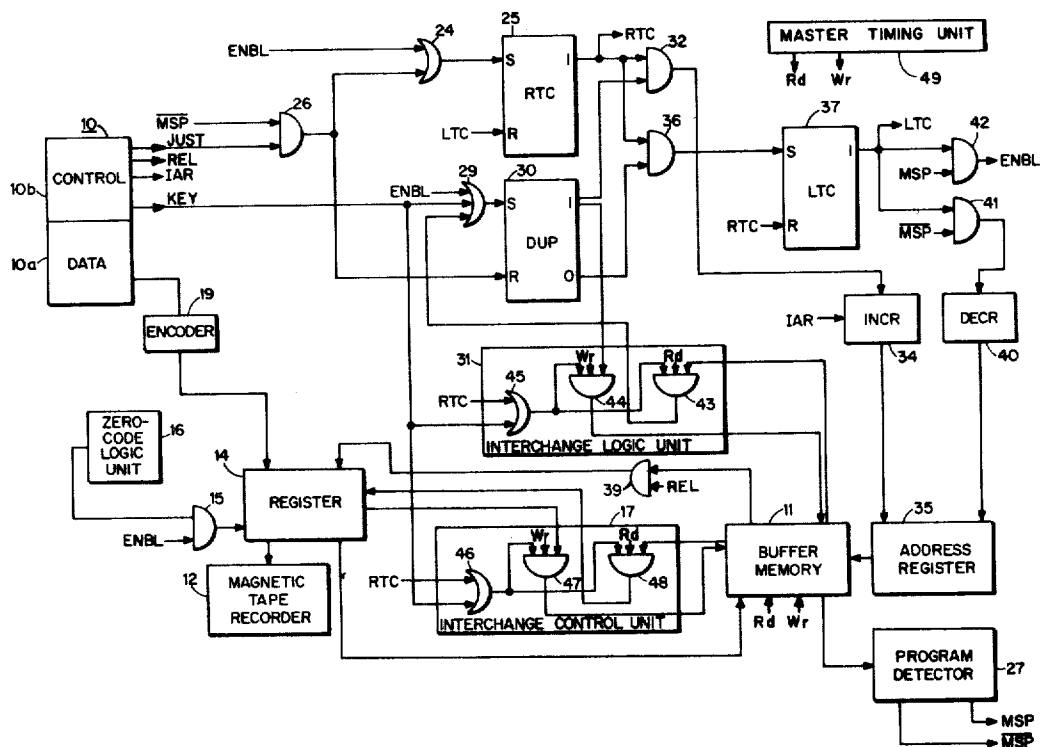 24
25
RTC
32
MASTER TIMING UNIT
Rd
Wr
49
ENBL
S
I
RTC
LTC
R
10
26
MSP
JUST
REL
IAR
KEY
CONTROL
10b
10a
DATA
36
37
S
I
LTC
RTC
R
LTC
42
MSP
ENBL
41
MSP
29
30
ENBL
S
I
DUP
R
O
19
ENCODER
IAR
INCR
34
DECR
40
31
Wr
Rd
45
RTC
44
43
INTERCHANGE LOGIC UNIT
ZERO-
CODE
LOGIC
UNIT
16
14
REGISTER
15
ENBL
39
REL
17
11
BUFFER
MEMORY
Rd
Wr
35
ADDRESS
REGISTER
12
MAGNETIC
TAPE
RECORDER
46
Wr
Rd
RTC
47
48
INTERCHANGE CONTROL UNIT
PROGRAM
DETECTOR
27
MSP
MSP